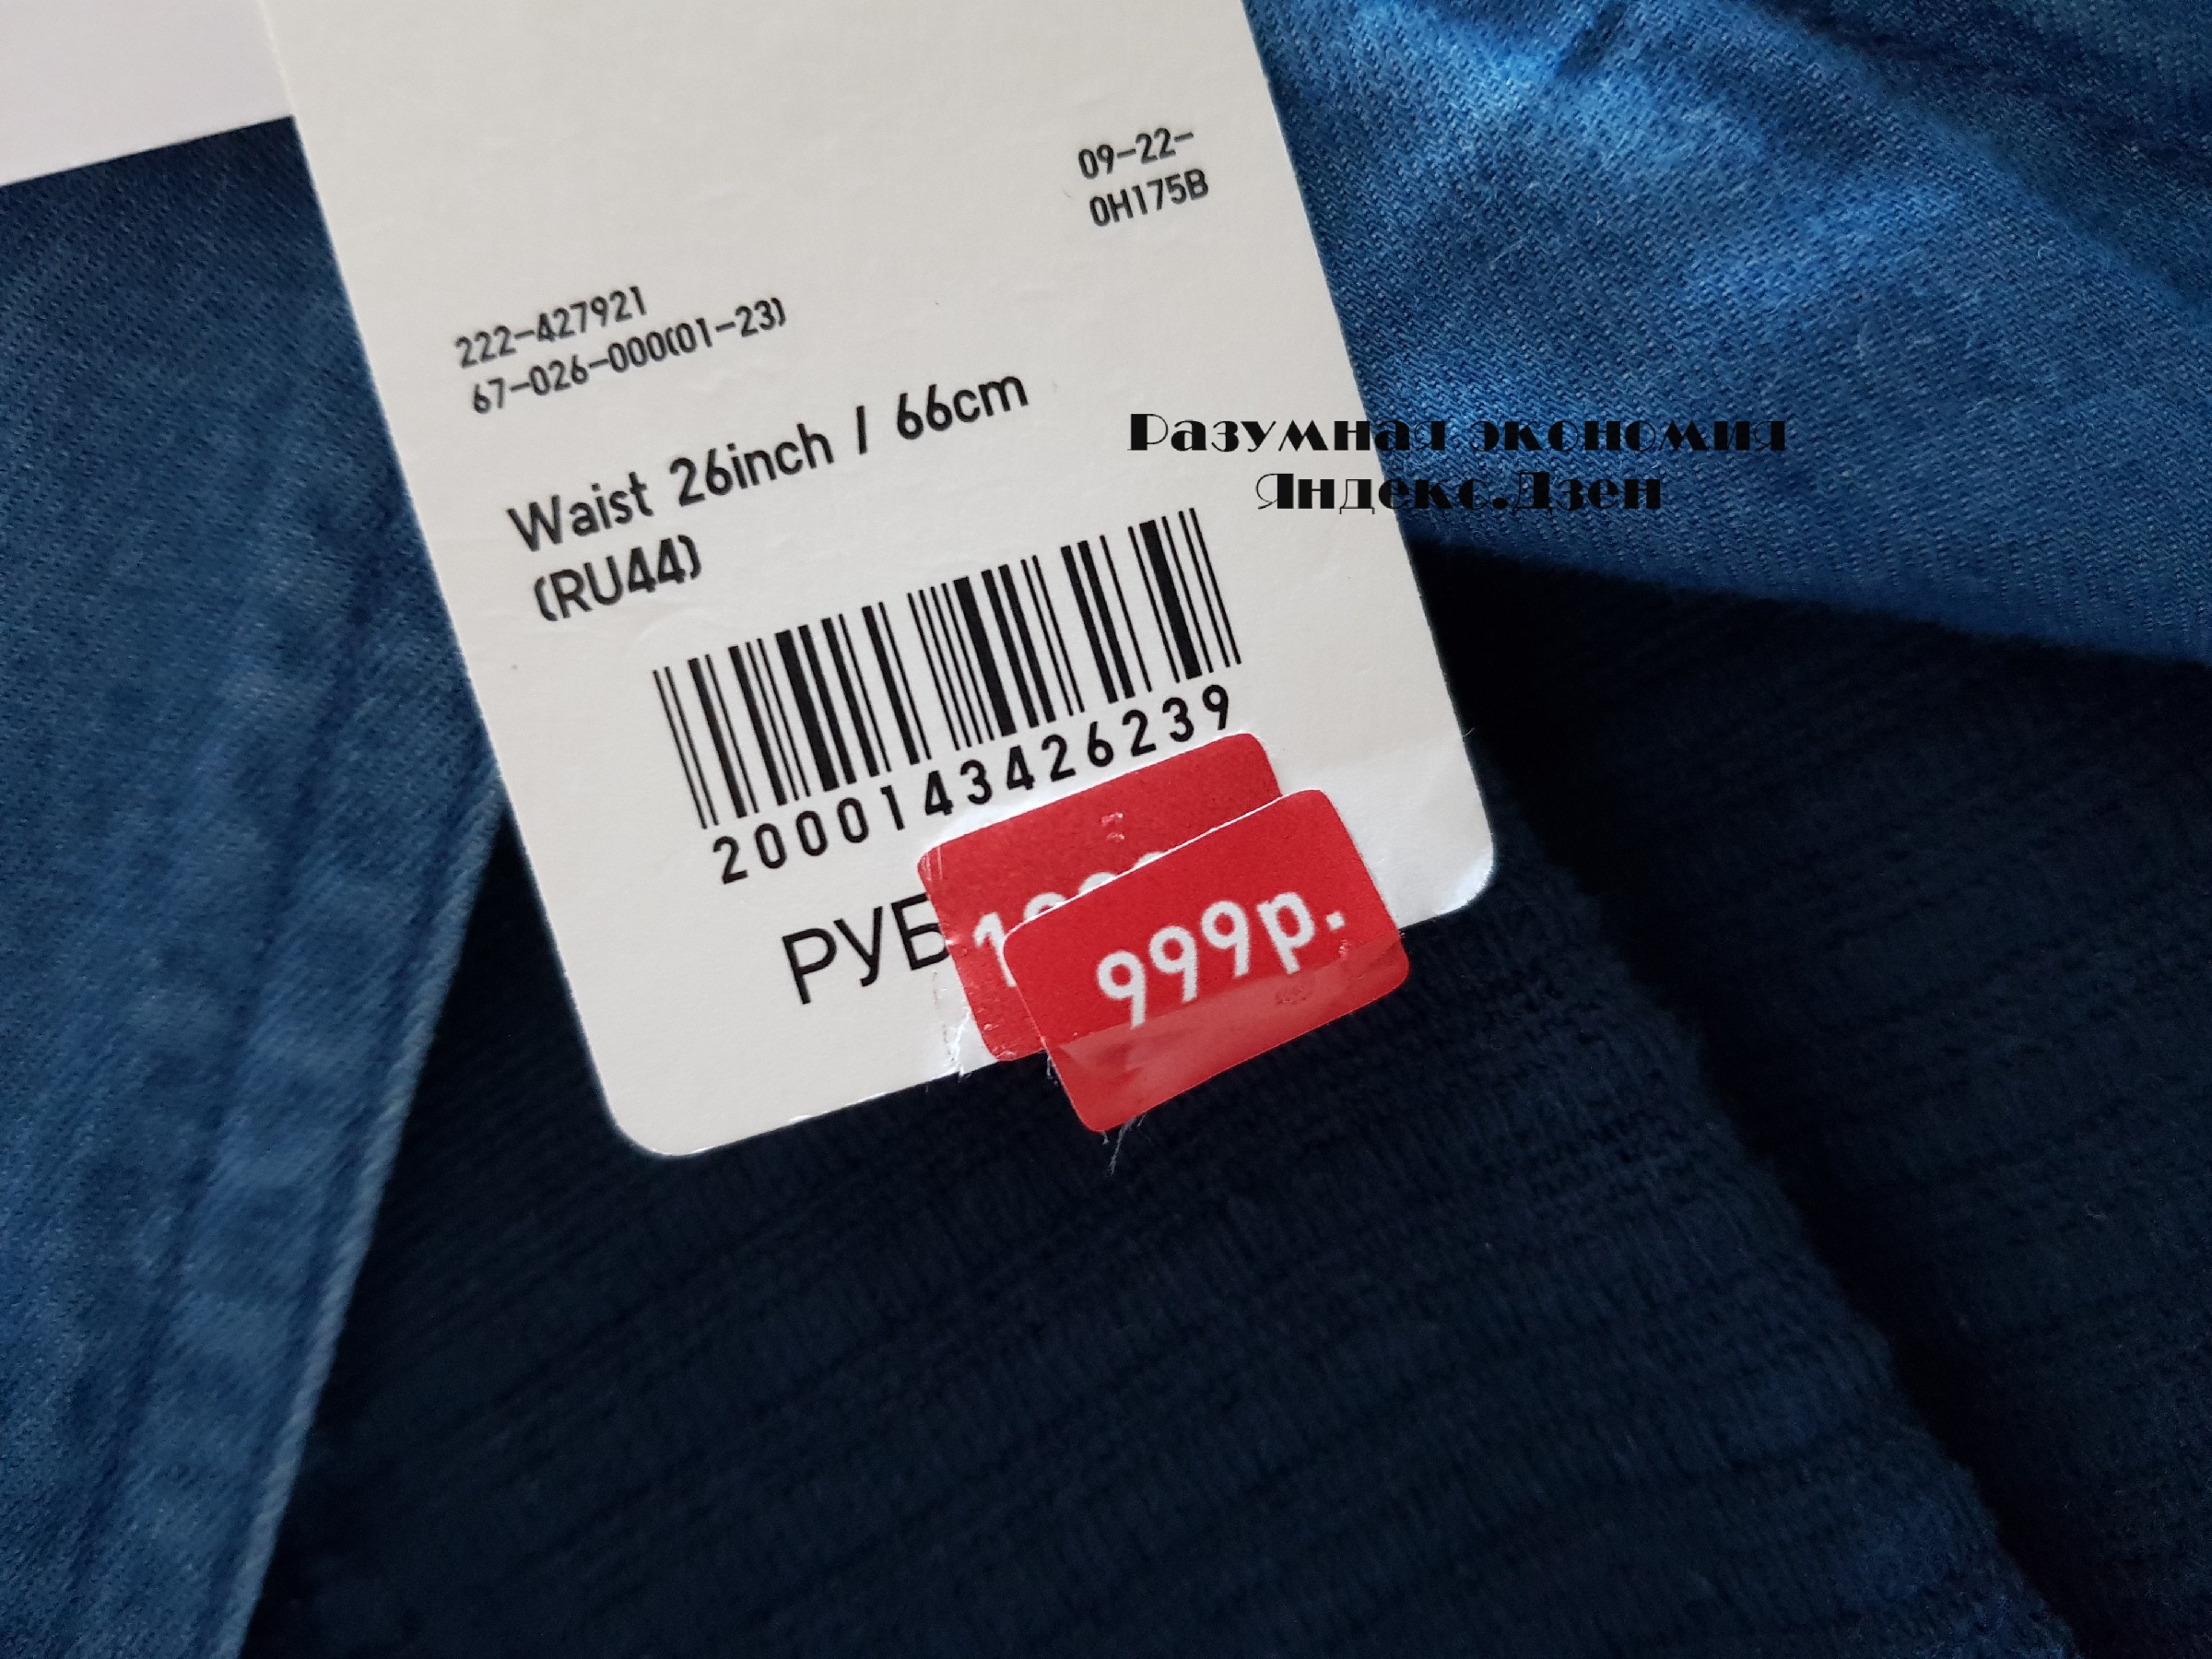 09-22-
0H175B
222-427921
67-026-000(01-23)
Waist 26inch / 66cm
(RU44)
Разумная экономия
Яндекс.Дзен
2000143426239
РУБ
999р.